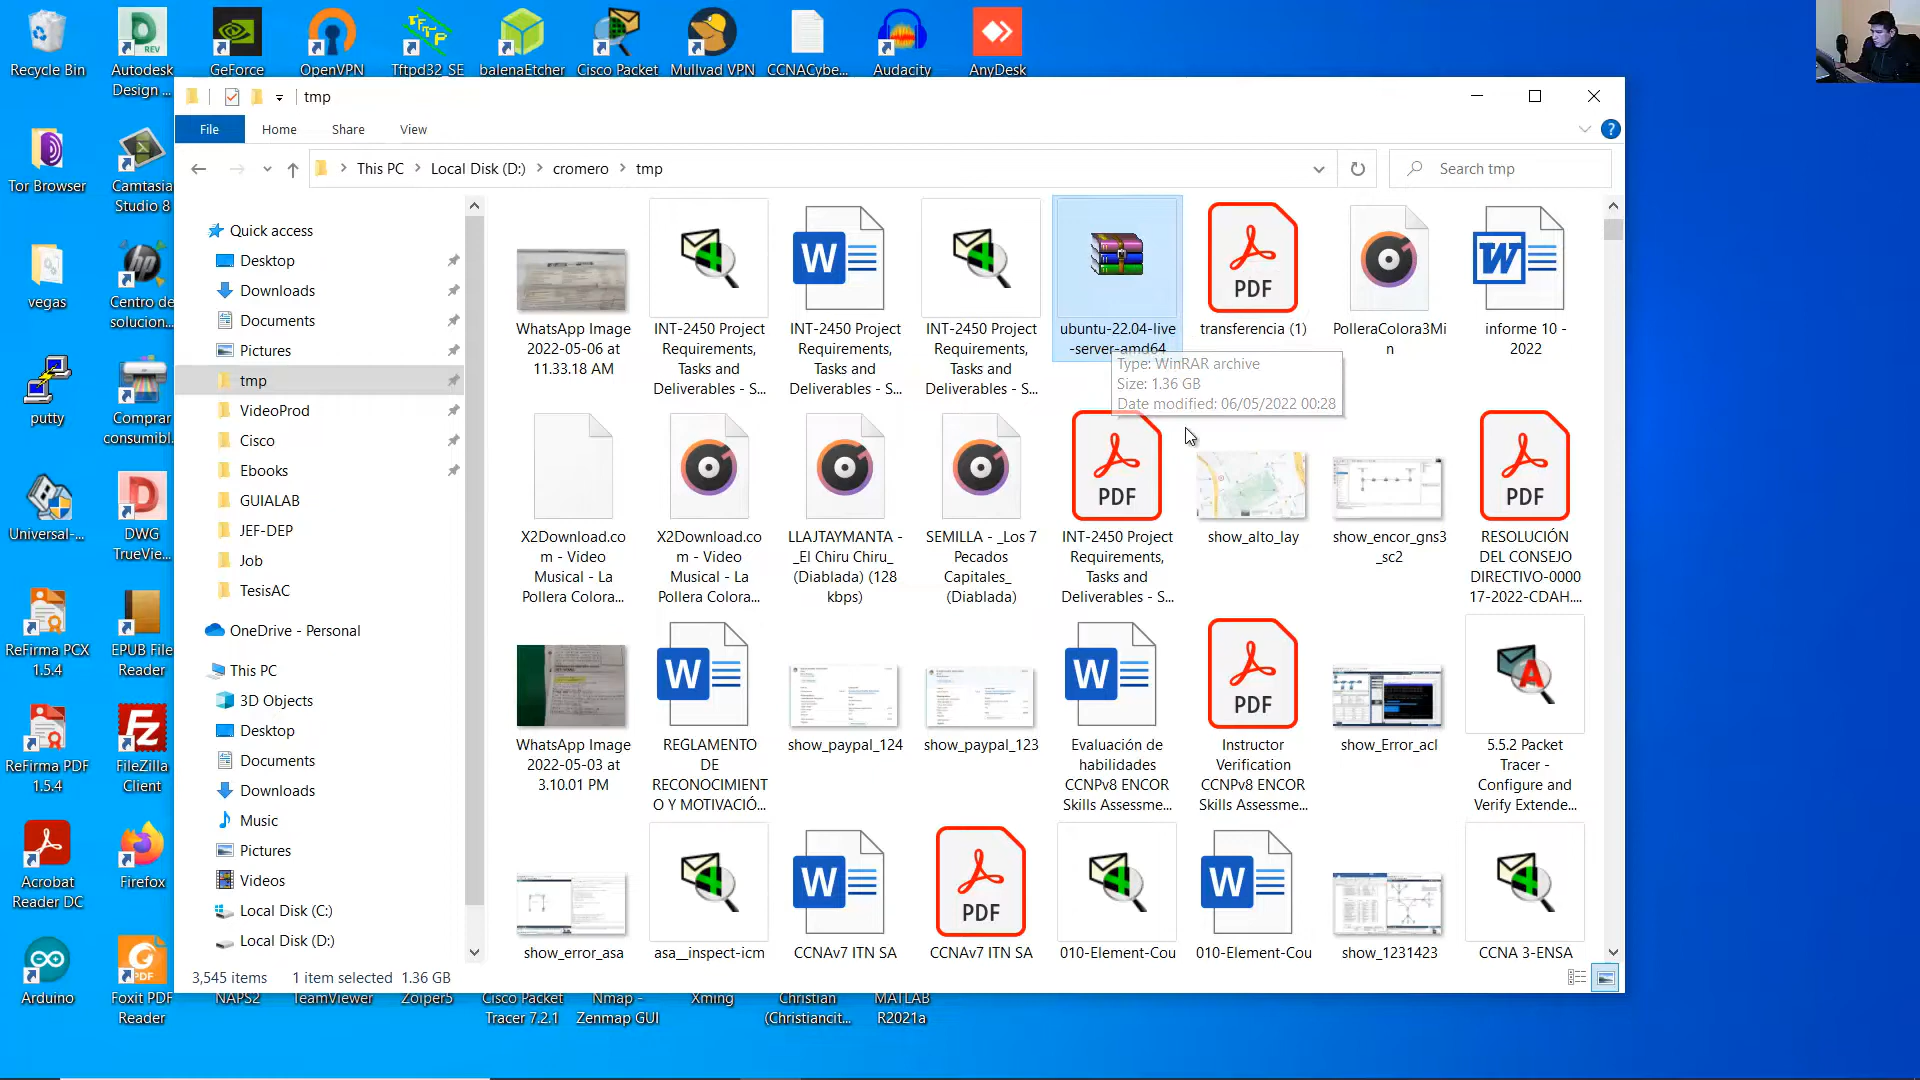 Recycle Bin
Autodesk
Design ...
GeForce
OpenVPN
Tftpd32_SE
balenaEtcher
Cisco Packet
Mullvad VPN
CCNACybe...
Audacity
AnyDesk
Tor Browser
Camtasia
Studio 8
vegas
Centro de
solucion...
putty
Comprar
consumibl...
Universal-...
DWG
TrueVie...
ReFirma PCX
1.5.4
EPUB File
Reader
ReFirma PDF
1.5.4
FileZilla
Client
Acrobat
Reader DC
Firefox
Arduino
Foxit PDF
Reader
tmp
File
Home
Share
View
This PC
Local Disk (D:)
cromero
tmp
Search tmp
Quick access
Desktop
Downloads
Documents
Pictures
tmp
VideoProd
Cisco
Ebooks
GUIALAB
JEF-DEP
Job
TesisAC
OneDrive - Personal
This PC
3D Objects
Desktop
Documents
Downloads
Music
Pictures
Videos
Local Disk (C:)
Local Disk (D:)
WhatsApp Image
2022-05-06 at
11.33.18 AM
INT-2450 Project
Requirements,
Tasks and
Deliverables - S...
INT-2450 Project
Requirements,
Tasks and
Deliverables - S...
INT-2450 Project
Requirements,
Tasks and
Deliverables - S...
ubuntu-22.04-live
-server-amd64
transferencia (1)
PolleraColora3Mi
n
informe 10 -
2022
Type: WinRAR archive
Size: 1.36 GB
Date modified: 06/05/2022 00:28
X2Download.co
m - Video
Musical - La
Pollera Colora...
X2Download.co
m - Video
Musical - La
Pollera Colora...
LLAJTAYMANTA -
_El Chiru Chiru_
(Diablada) (128
kbps)
SEMILLA - _Los 7
Pecados
Capitales_
(Diablada)
PDF
INT-2450 Project
Requirements,
Tasks and
Deliverables - S...
show_alto_lay
show_encor_gns3
_sc2
PDF
RESOLUCIÓN
DEL CONSEJO
DIRECTIVO-0000
17-2022-CDAH....
WhatsApp Image
2022-05-03 at
3.10.01 PM
REGLAMENTO
DE
RECONOCIMIENT
O Y MOTIVACIÓ...
show_paypal_124
show_paypal_123
Evaluación de
habilidades
CCNPv8 ENCOR
Skills Assessme...
PDF
Instructor
Verification
CCNPv8 ENCOR
Skills Assessme...
show_Error_acl
5.5.2 Packet
Tracer -
Configure and
Verify Extende...
show_error_asa
asa__inspect-icm
CCNAv7 ITN SA
PDF
CCNAv7 ITN SA
010-Element-Cou
010-Element-Cou
show_1231423
CCNA 3-ENSA
3,545 items
1 item selected
1.36 GB
NAPS2
TeamViewer
Zoiper5
Cisco Packet
Tracer 7.2.1
Nmap -
Zenmap GUI
Xming
Christian
(Christiancit...
MATLAB
R2021a
PDF